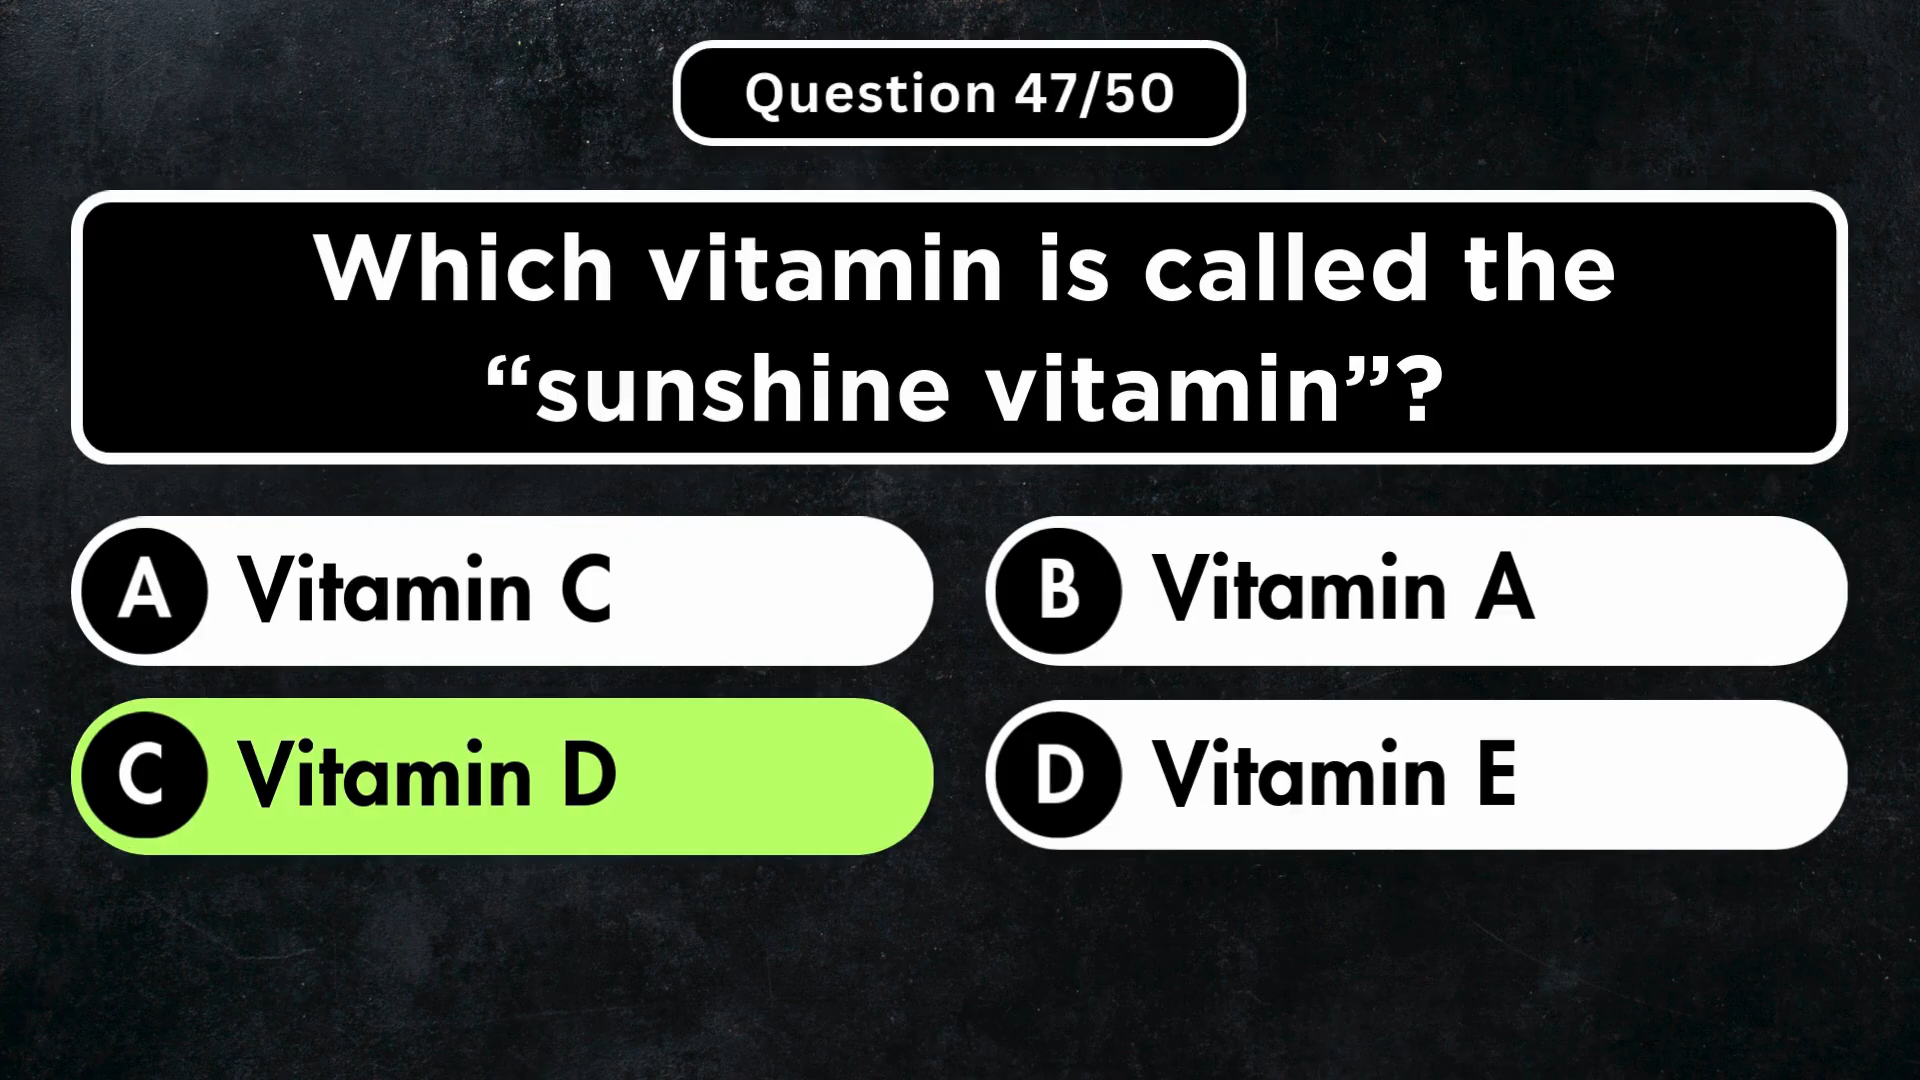 Question 47/50
Which vitamin is called the
“sunshine vitamin”?
A Vitamin C
B Vitamin A
C Vitamin D
D Vitamin E